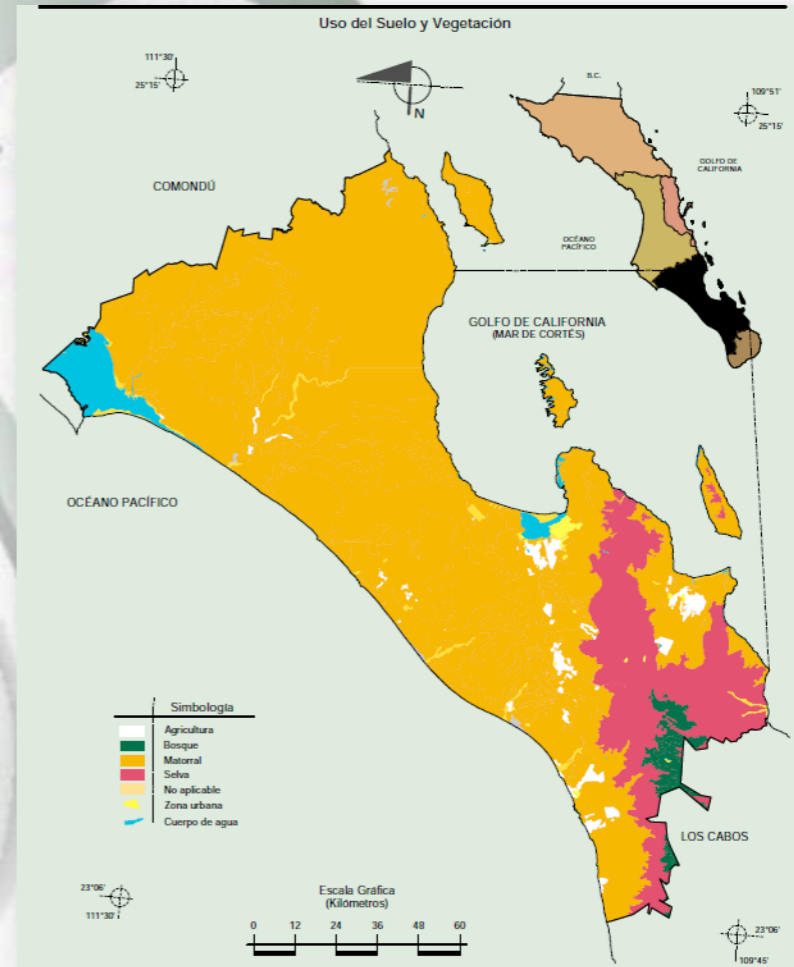 Uso del Suelo y Vegetación
111°30'
25°15'
N
B.C.
109°51'
25°15'
COMONDÚ
GOLFO DE
CALIFORNIA
OCÉANO
PACÍFICO
GOLFO DE CALIFORNIA
(MAR DE CORTÉS)
OCÉANO PACÍFICO
Simbología
Agricultura
Bosque
Matorral
Selva
No aplicable
Zona urbana
Cuerpo de agua
LOS CABOS
23°06'
111°30'
Escala Gráfica
(Kilómetros)
0 12 24 36 48 60
23°06'
109°45'